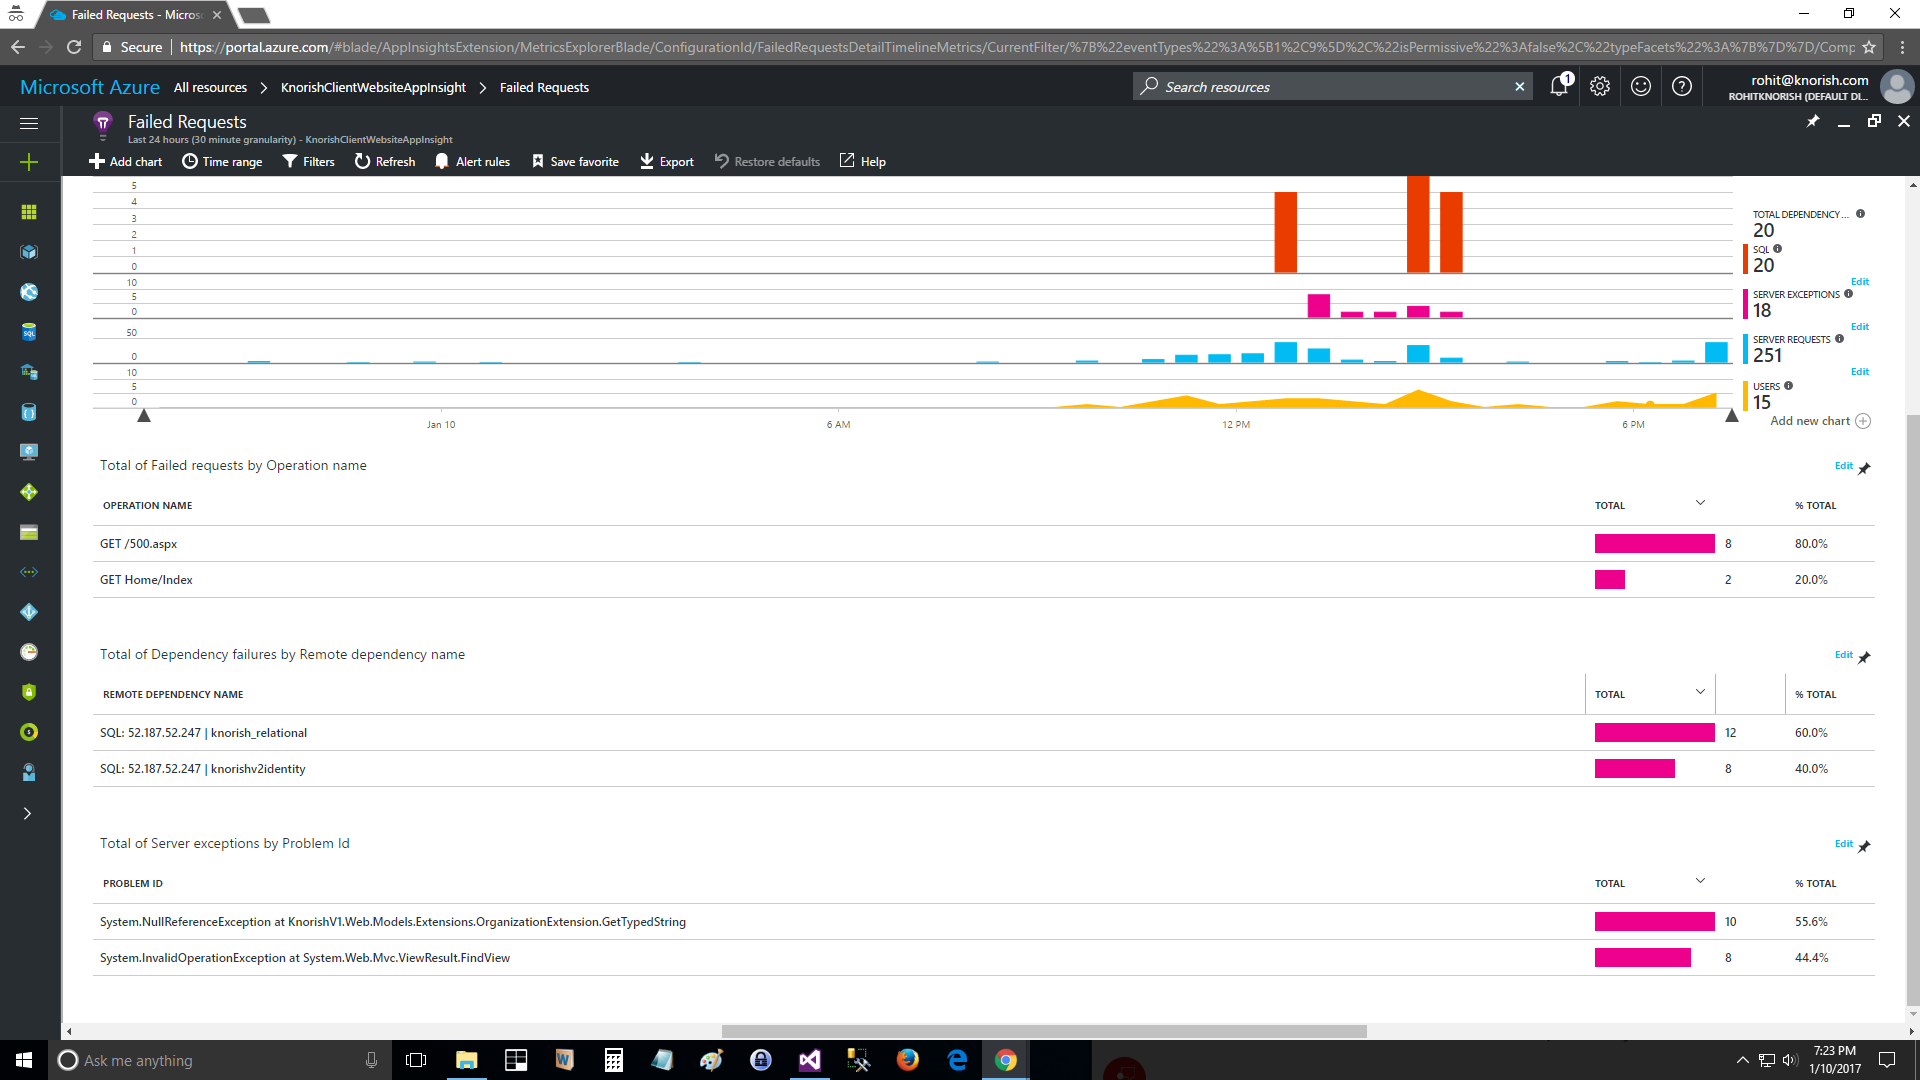 Failed Requests - Micros
Secure
https://portal.azure.com/#blade/AppInsightsExtension/MetricsExplorerBlade/ConfigurationId/FailedRequestsDetailTimelineMetrics/CurrentFilter/%7B%22eventTypes%22%3A%5B1%2C9%5D%2C%22isPermissive%22%3Afalse%2C%22typeFacets%22%3A%7B%7D%7D/Comp
Microsoft Azure All resources > KnorishClientWebsiteAppInsight > Failed Requests
Search resources
1
rohit@knorish.com
ROHITKNORISH (DEFAULT DI...
Failed Requests
Last 24 hours (30 minute granularity) - KnorishClientWebsiteAppInsight
Add chart Time range Filters Refresh Alert rules Save favorite Export Restore defaults Help
5
4
3
2
1
0
TOTAL DEPENDENCY ...
20
SQL
20
Edit
10
5
0
SERVER EXCEPTIONS
18
Edit
50
0
SERVER REQUESTS
251
Edit
10
5
0
USERS
15
Add new chart
Jan 10 6 AM 12 PM 6 PM
Total of Failed requests by Operation name Edit
OPERATION NAME TOTAL % TOTAL
GET /500.aspx 8 80.0%
GET Home/Index 2 20.0%
Total of Dependency failures by Remote dependency name Edit
REMOTE DEPENDENCY NAME TOTAL % TOTAL
SQL: 52.187.52.247 | knorish_relational 12 60.0%
SQL: 52.187.52.247 | knorishv2identity 8 40.0%
Total of Server exceptions by Problem Id Edit
PROBLEM ID TOTAL % TOTAL
System.NullReferenceException at KnorishV1.Web.Models.Extensions.OrganizationExtension.GetTypedString 10 55.6%
System.InvalidOperationException at System.Web.Mvc.ViewResult.FindView 8 44.4%
Ask me anything
7:23 PM
1/10/2017